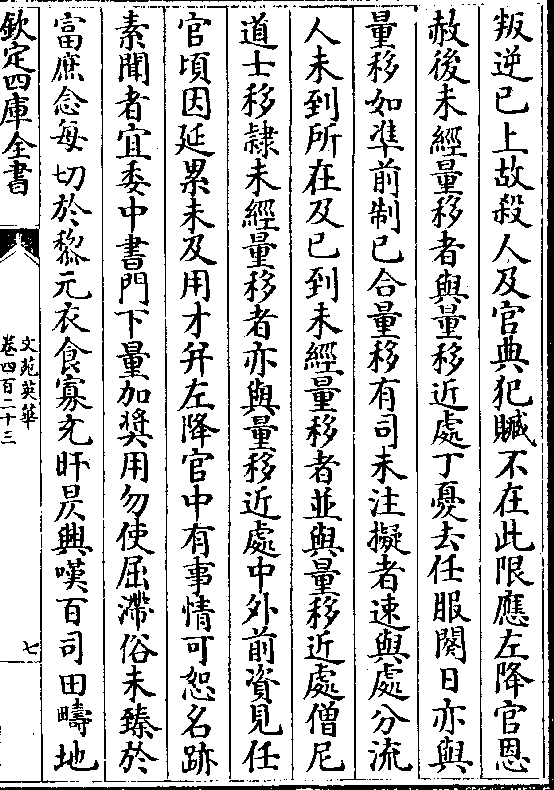 叛逆已上故殺人及官典犯贓不在此限應左降官恩
赦後未經量移者與量移近處丁憂去任服闋日亦與
量移如準前制已合量移有司未注擬者速與處分流
人未到所在及已到未經量移者並與量移近處僧尼
道士移隷未經量移者亦與量移近處中外前資見任
官頃因延累未及用才幷左降官中有事情可恕名跡
素聞者宜委中書門下量加奬用勿使屈滯俗未臻於
富庶念每切於黎元衣食寡充旰昃興嘆百司田疇地
欽定四庫全書
文苑英華
卷四百二十三
七